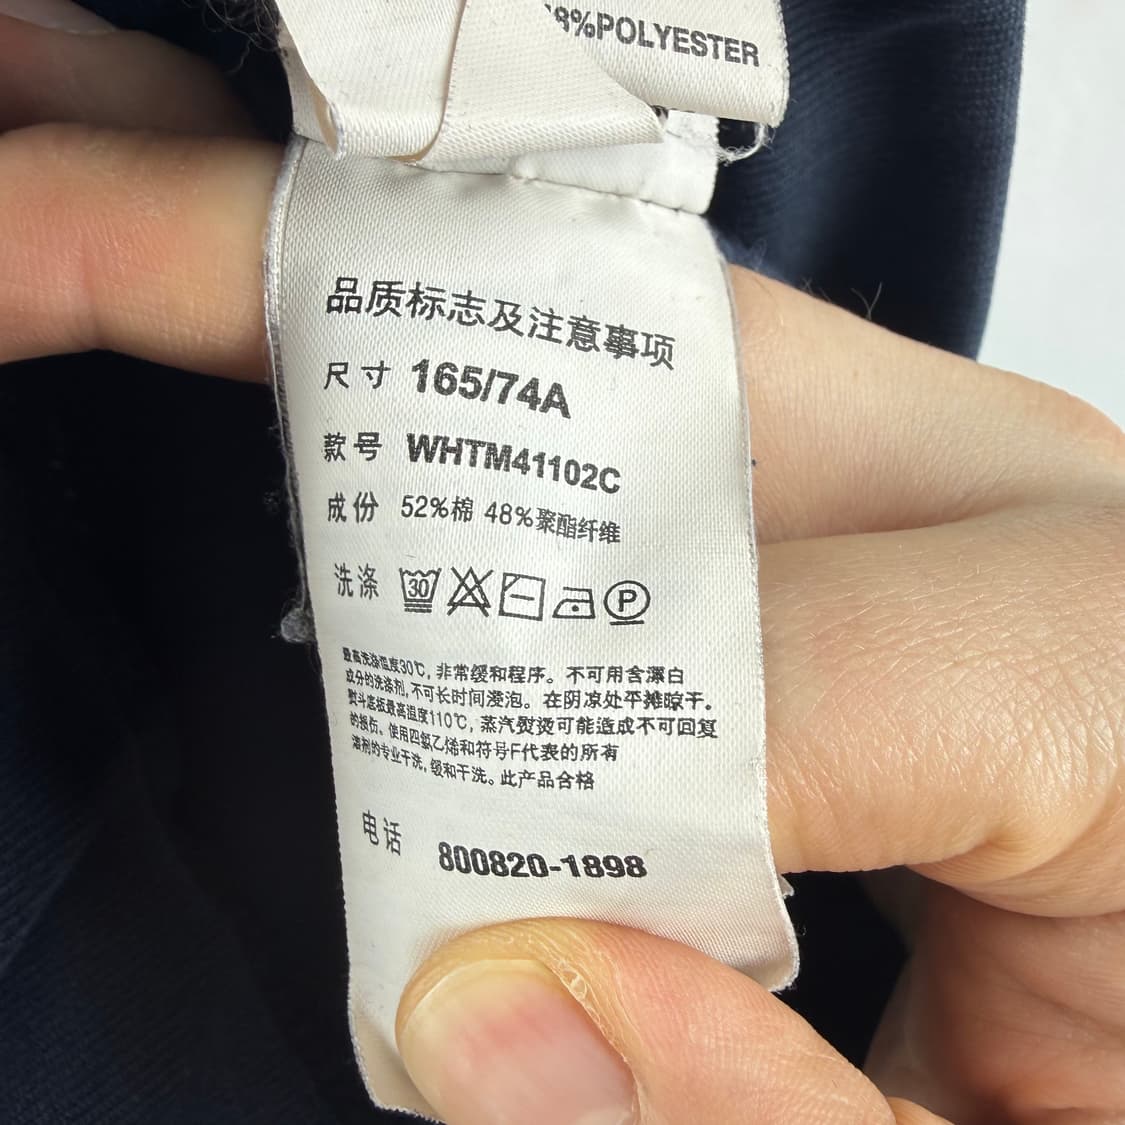 48%POLYESTER
品质标志及注意事项
尺寸 165/74A
款号 WHTM41102C
成份 52%棉 48%聚酯纤维
洗涤 30 P
最高洗涤温度30℃, 非常缓和程序。不可用含漂白
成分的洗涤剂,不可长时间浸泡。在阴凉处平摊晾干。
熨斗底板最高温度110℃, 蒸汽熨烫可能造成不可回复
的损伤。使用四氯乙烯和符号F代表的所有
溶剂的专业干洗,缓和干洗。此产品合格
电话 800820-1898